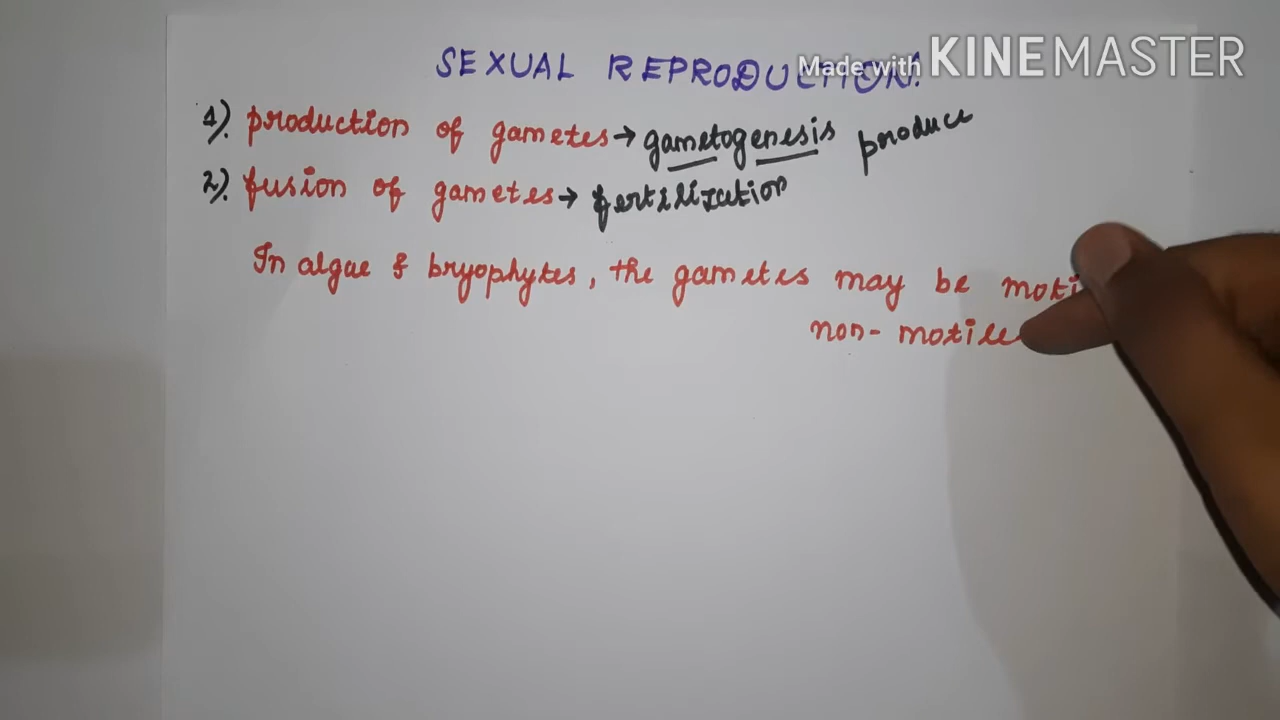 SEXUAL REPRODUCTION!
Made with KINEMASTER
1). production of gametes → gametogenesis produce
2). fusion of gametes → fertilization
In algae & bryophytes, the gametes may be moti
non-motile